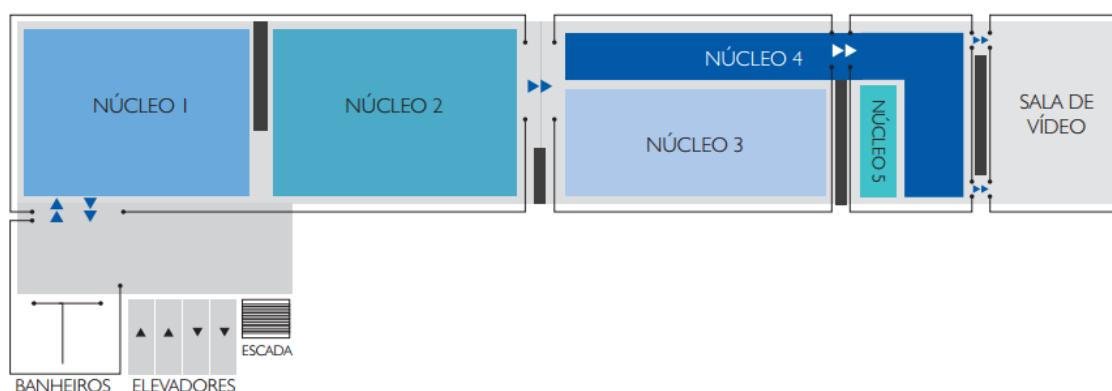 NÚCLEO 1
NÚCLEO 2
NÚCLEO 4
NÚCLEO 3
NÚCLEO 5
SALA DE
VÍDEO
ESCADA
BANHEIROS
ELEVADORES